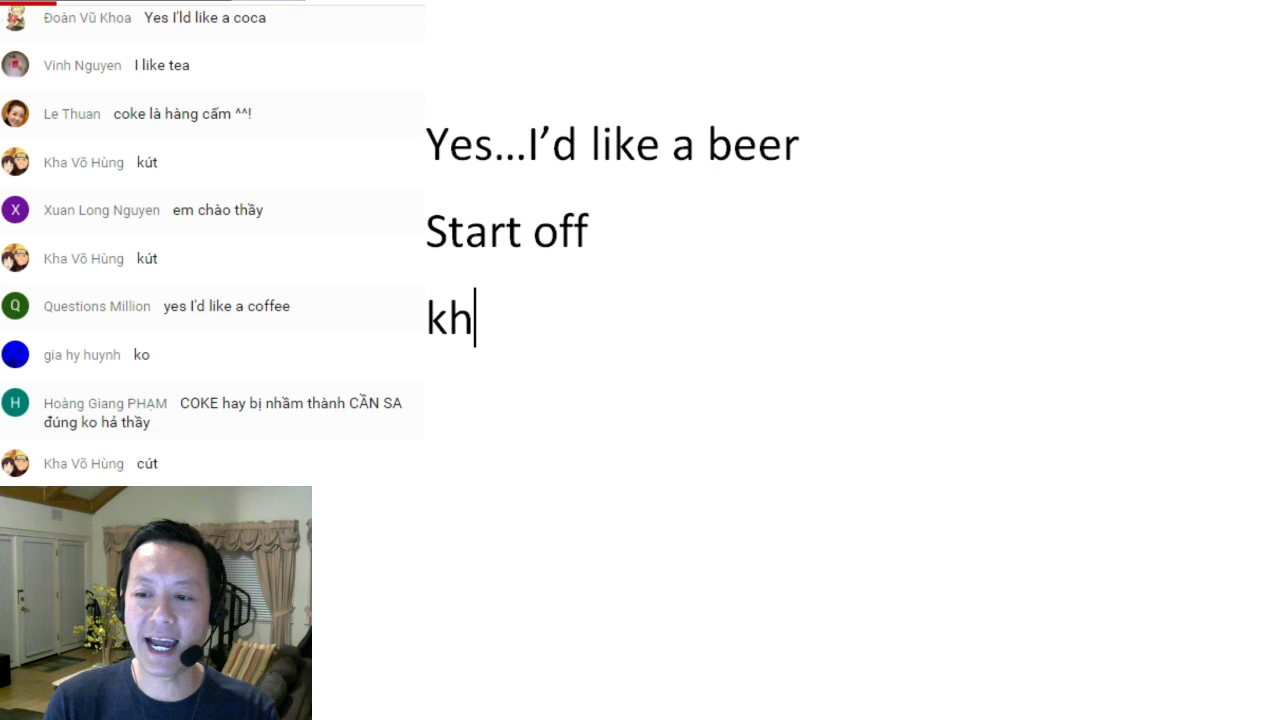 Đoàn Vũ Khoa Yes I'ld like a coca
Vinh Nguyen I like tea
Le Thuan coke là hàng cấm ^^!
Kha Võ Hùng kút
Xuan Long Nguyen em chào thầy
Kha Võ Hùng kút
Questions Million yes I'd like a coffee
gia hy huynh ko
Hoàng Giang PHẠM COKE hay bị nhầm thành CẦN SA
đúng ko hả thầy
Kha Võ Hùng cút
X
Q
H
Yes...I’d like a beer
Start off
kh